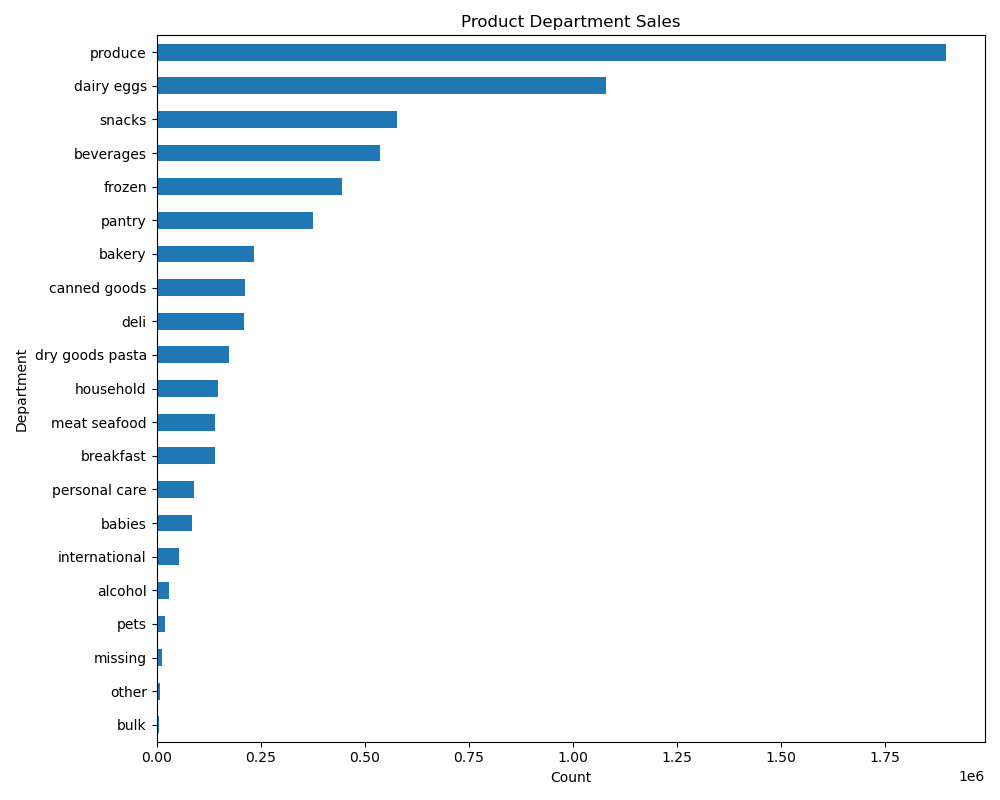 Product Department Sales
produce
dairy eggs
snacks
beverages
frozen
pantry
bakery
canned goods
deli
dry goods pasta
household
meat seafood
breakfast
personal care
babies
international
alcohol
pets
missing
other
bulk
Department
0.00 0.25 0.50 0.75 1.00 1.25 1.50 1.75
Count
1e6